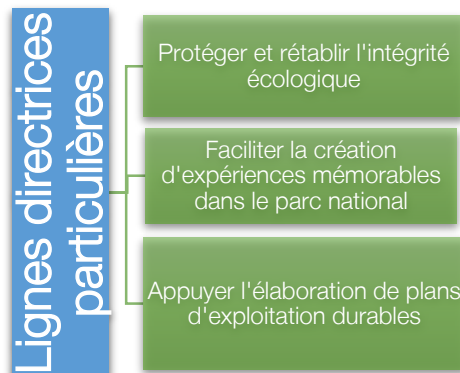 Lignes directrices
particulières
Protéger et rétablir l'intégrité
écologique
Faciliter la création
d'expériences mémorables
dans le parc national
Appuyer l'élaboration de plans
d'exploitation durables